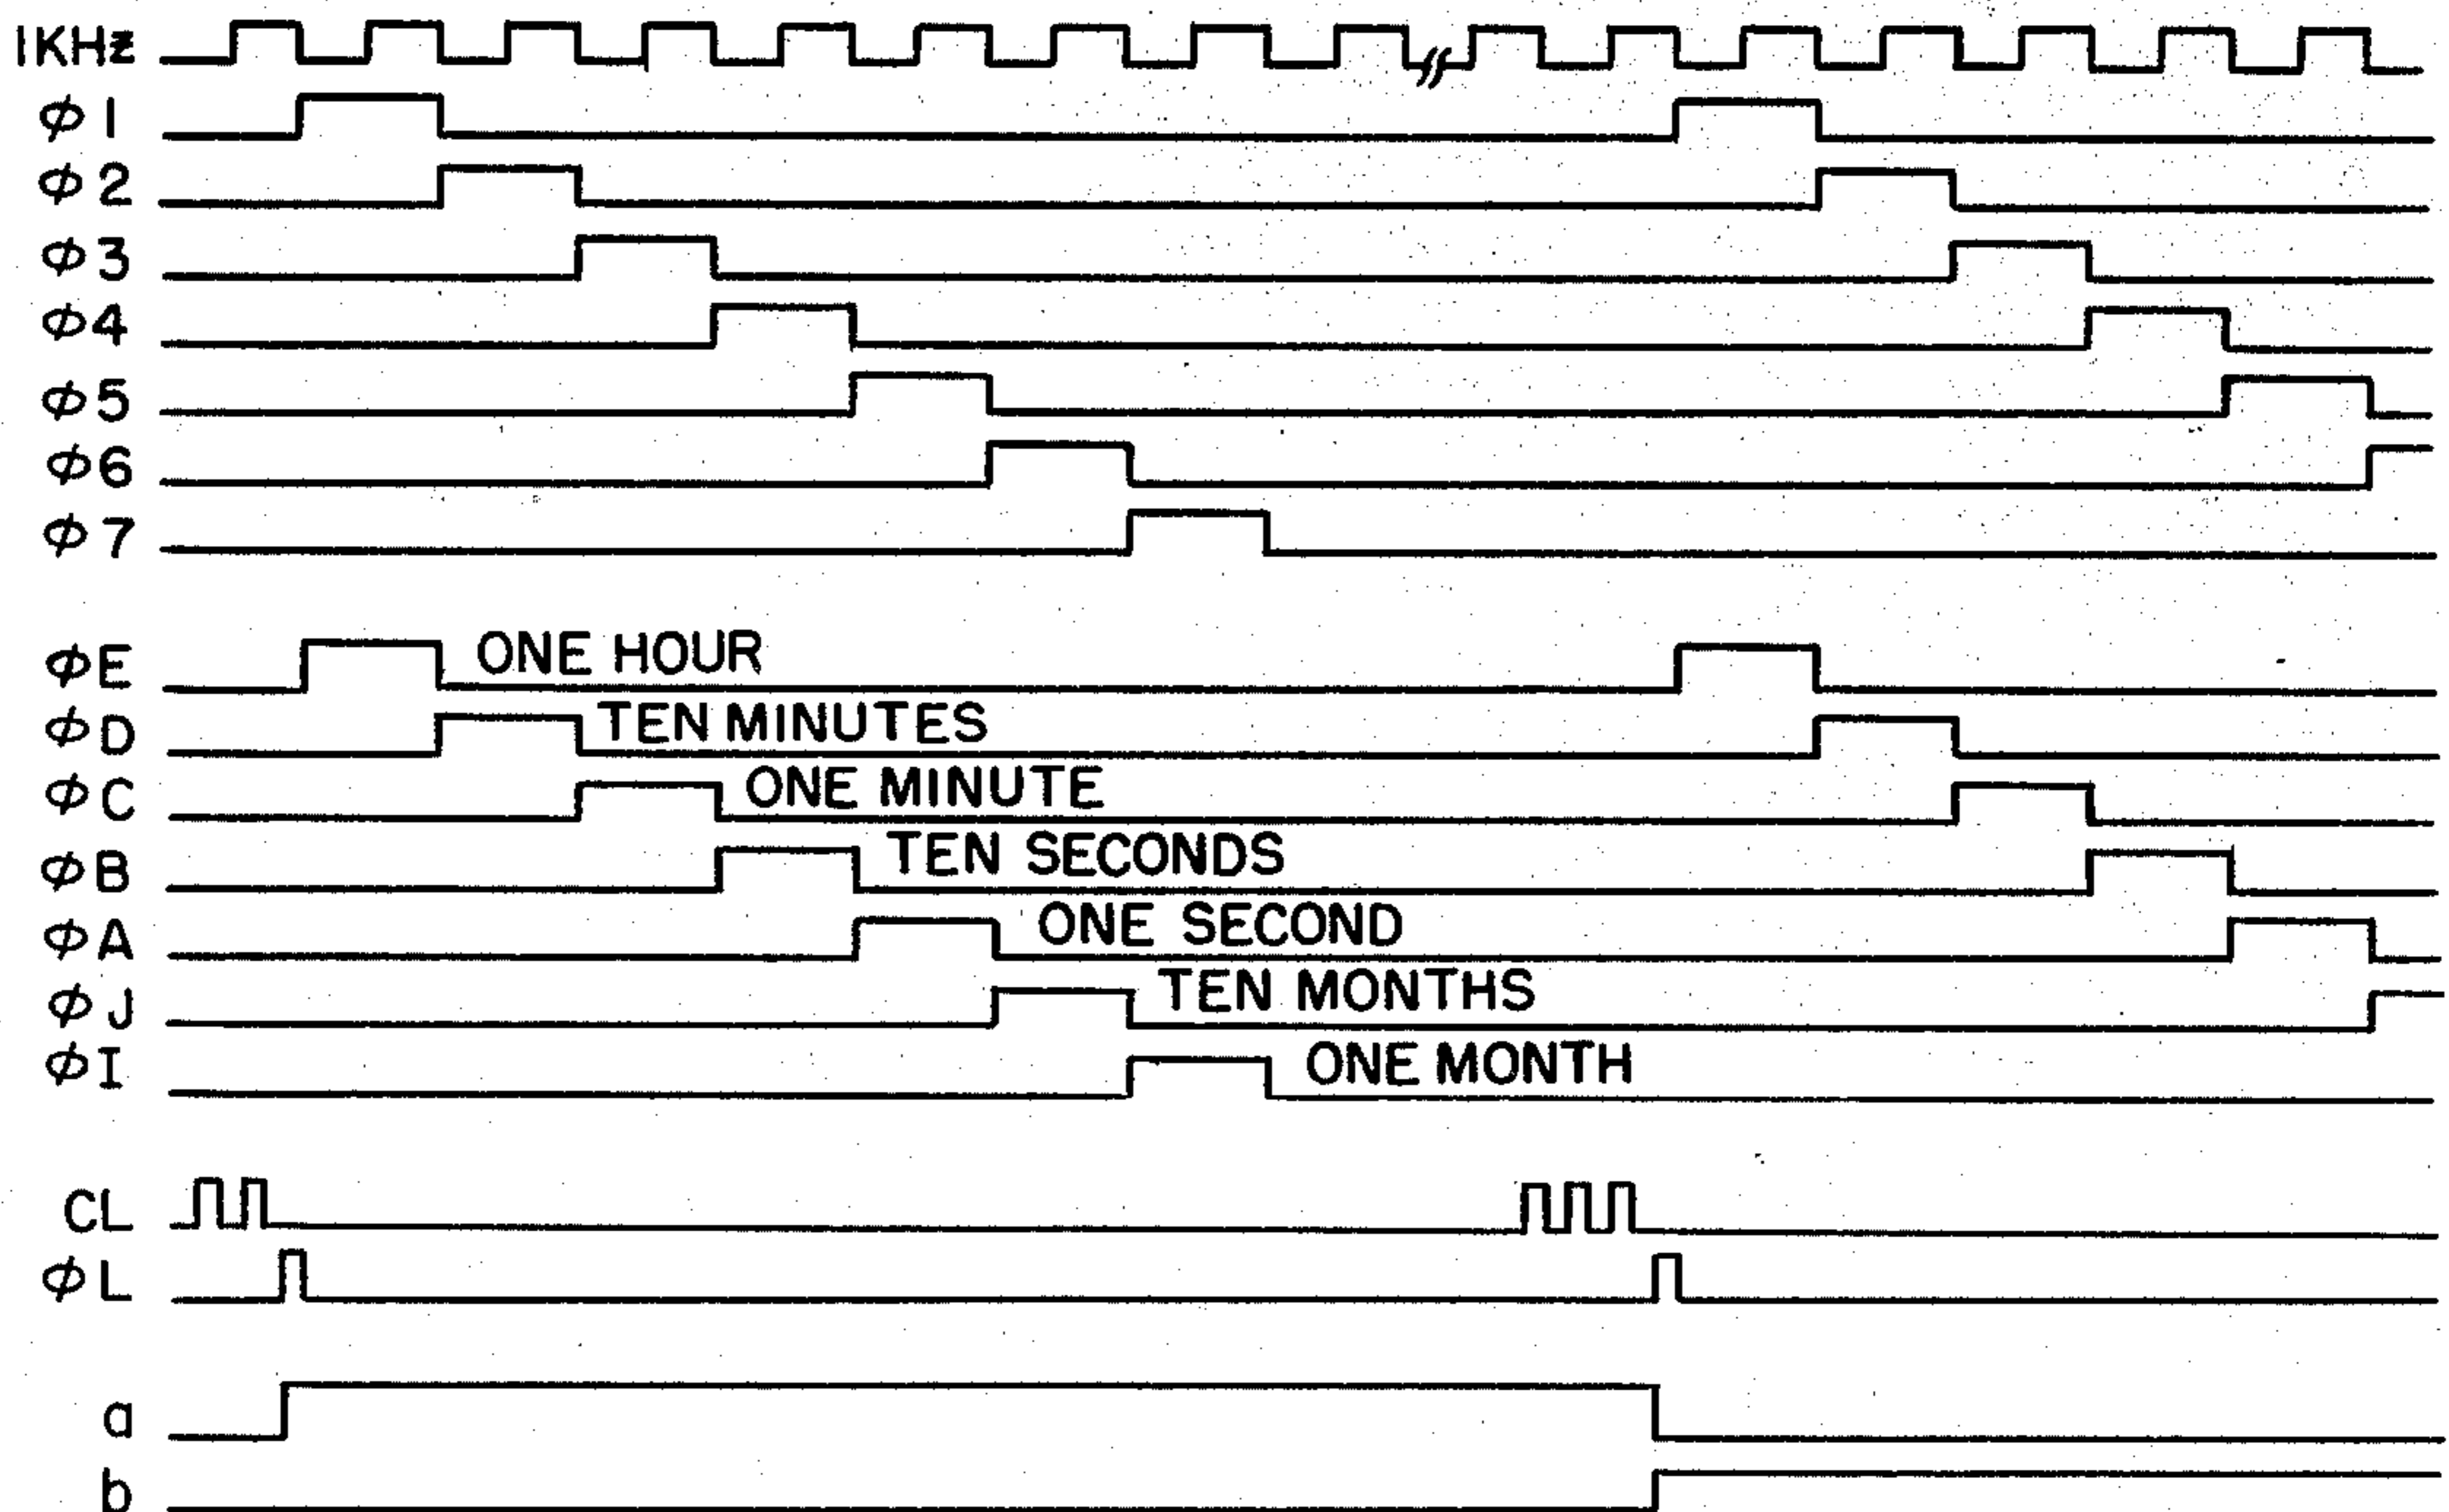 1KHz
ϕ1
ϕ2
ϕ3
ϕ4
ϕ5
ϕ6
ϕ7
ϕE ONE HOUR
ϕD TEN MINUTES
ϕC ONE MINUTE
ϕB TEN SECONDS
ϕA ONE SECOND
ϕJ TEN MONTHS
ϕI ONE MONTH
CL
ϕL
a
b